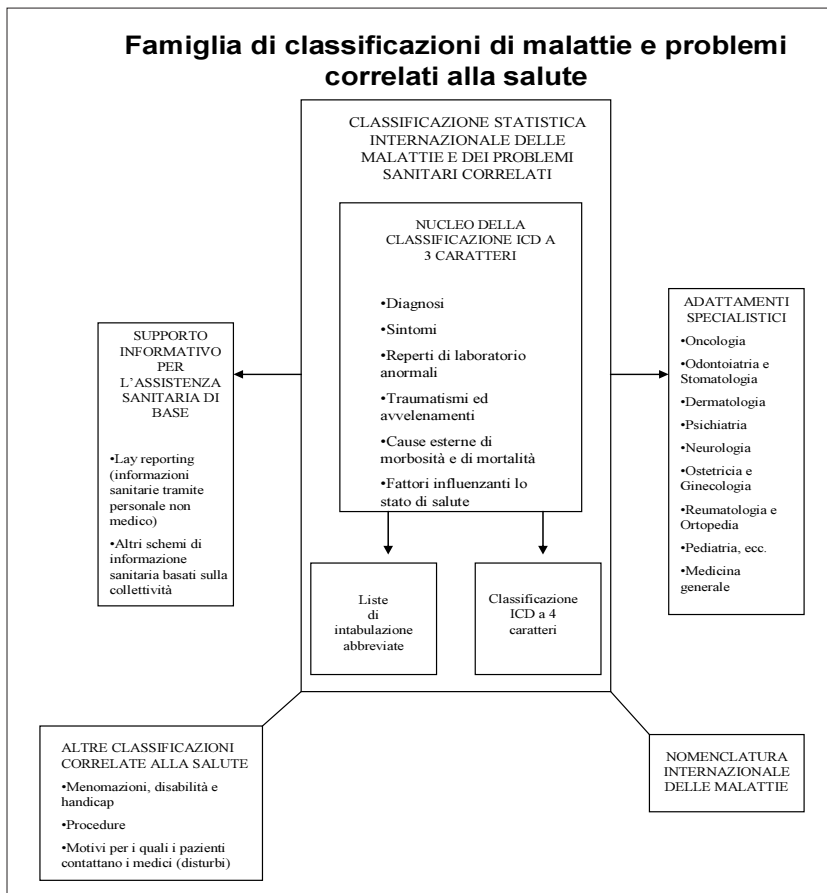 Famiglia di classificazioni di malattie e problemi
correlati alla salute
CLASSIFICAZIONE STATISTICA
INTERNAZIONALE DELLE
MALATTIE E DEI PROBLEMI
SANITARI CORRELATI
NUCLEO DELLA
CLASSIFICAZIONE ICD A
3 CARATTERI
•Diagnosi
•Sintomi
•Reperti di laboratorio
anormali
•Traumatismi ed
avvelenamenti
•Cause esterne di
morbosità e di mortalità
•Fattori influenzanti lo
stato di salute
SUPPORTO
INFORMATIVO
PER
L’ASSISTENZA
SANITARIA DI
BASE
•Lay reporting
(informazioni
sanitarie tramite
personale non
medico)
•Altri schemi di
informazione
sanitaria basati sulla
collettività
ADATTAMENTI
SPECIALISTICI
•Oncologia
•Odontoiatria e
Stomatologia
•Dermatologia
•Psichiatria
•Neurologia
•Ostetricia e
Ginecologia
•Reumatologia e
Ortopedia
•Pediatria, ecc.
•Medicina
generale
Liste
di
intabulazione
abbreviate
Classificazione
ICD a 4
caratteri
ALTRE CLASSIFICAZIONI
CORRELATE ALLA SALUTE
•Menomazioni, disabilità e
handicap
•Procedure
•Motivi per i quali i pazienti
contattano i medici (disturbi)
NOMENCLATURA
INTERNAZIONALE
DELLE MALATTIE